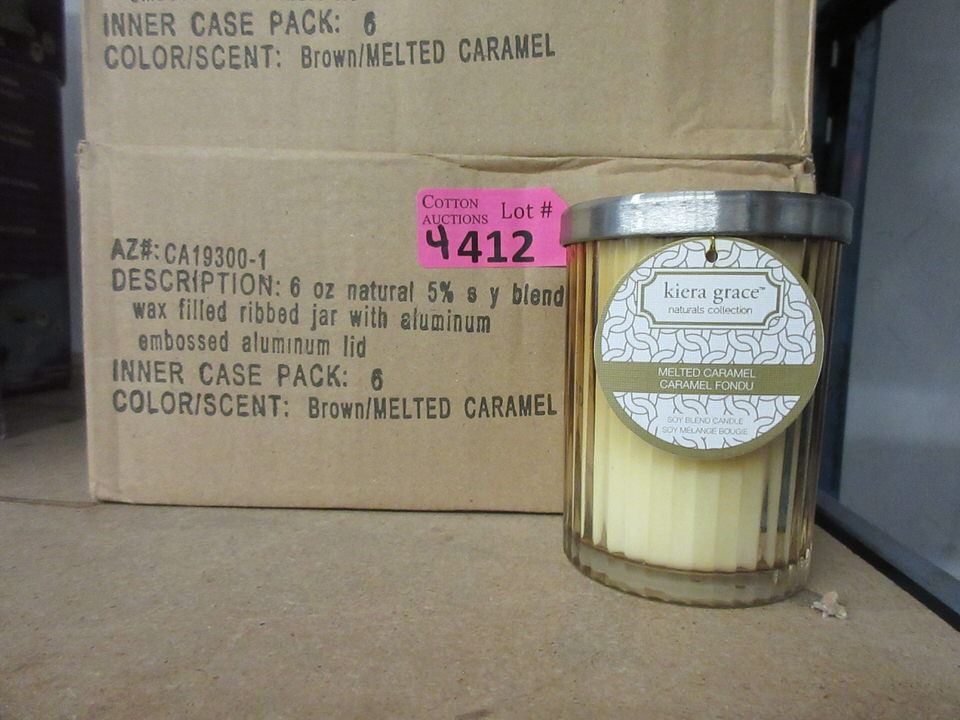 INNER CASE PACK: 6
COLOR/SCENT: Brown/MELTED CARAMEL
COTTON
AUCTIONS Lot #
4412
AZ#: CA19300-1
DESCRIPTION: 6 oz natural 5% s y blend
wax filled ribbed jar with aluminum
embossed aluminum lid
INNER CASE PACK: 6
COLOR/SCENT: Brown/MELTED CARAMEL
kiera grace™
naturals collection
MELTED CARAMEL
CARAMEL FONDU
SOY BLEND CANDLE
SOY MELANGE BOUGIE